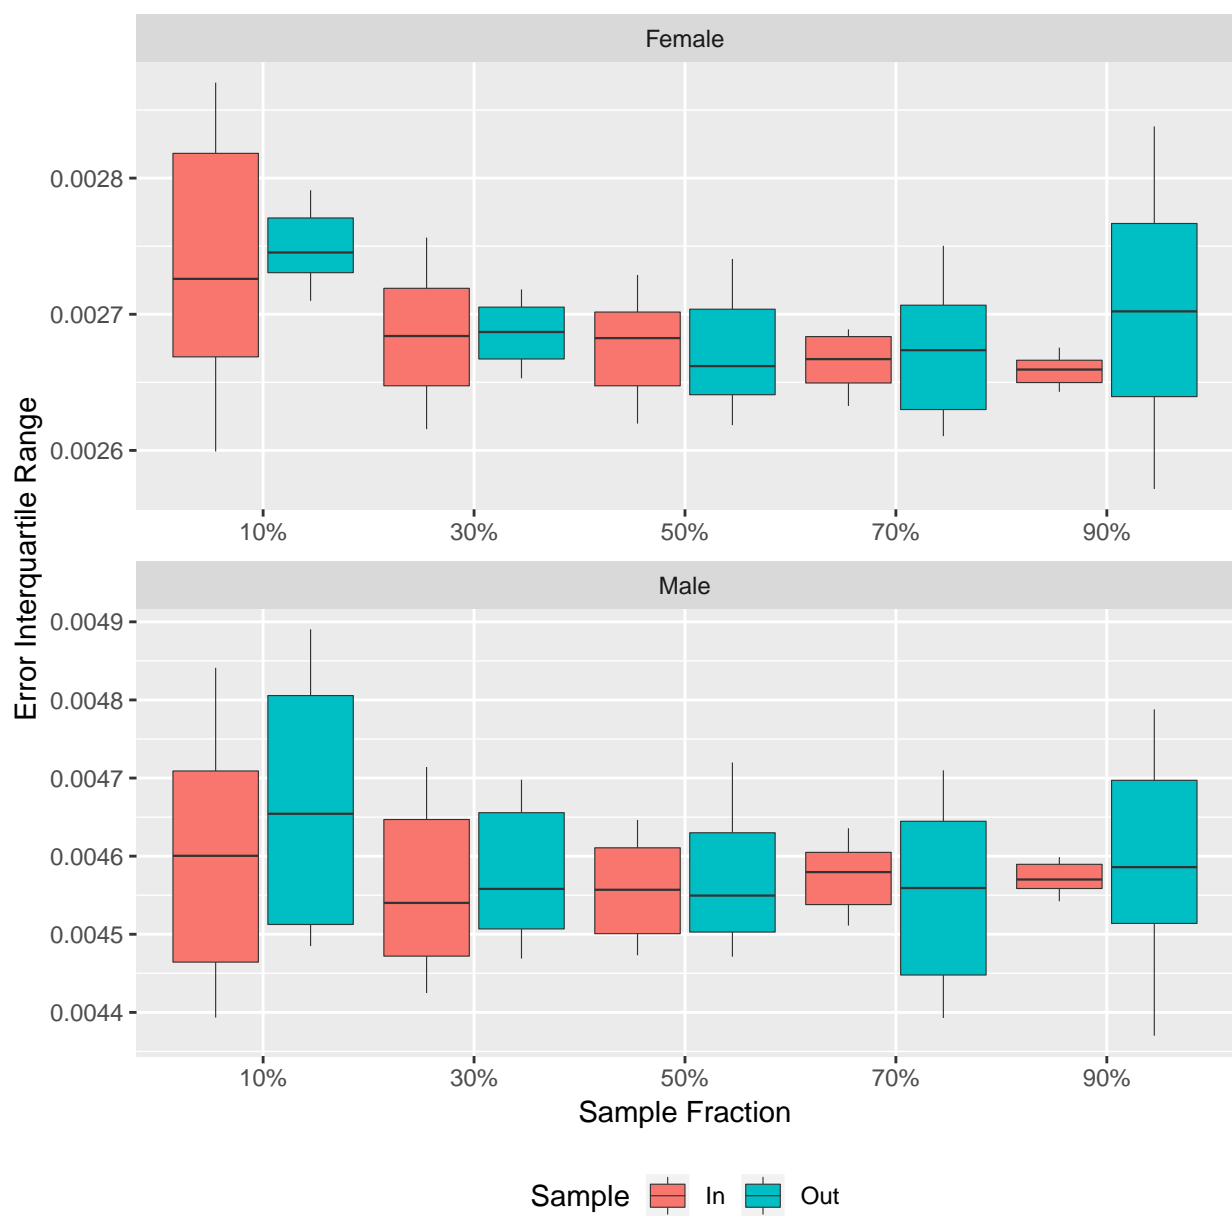 Female
0.0028
0.0027
0.0026
10% 30% 50% 70% 90%
Error Interquartile Range
Male
0.0049
0.0048
0.0047
0.0046
0.0045
0.0044
10% 30% 50% 70% 90%
Sample Fraction
Sample In Out